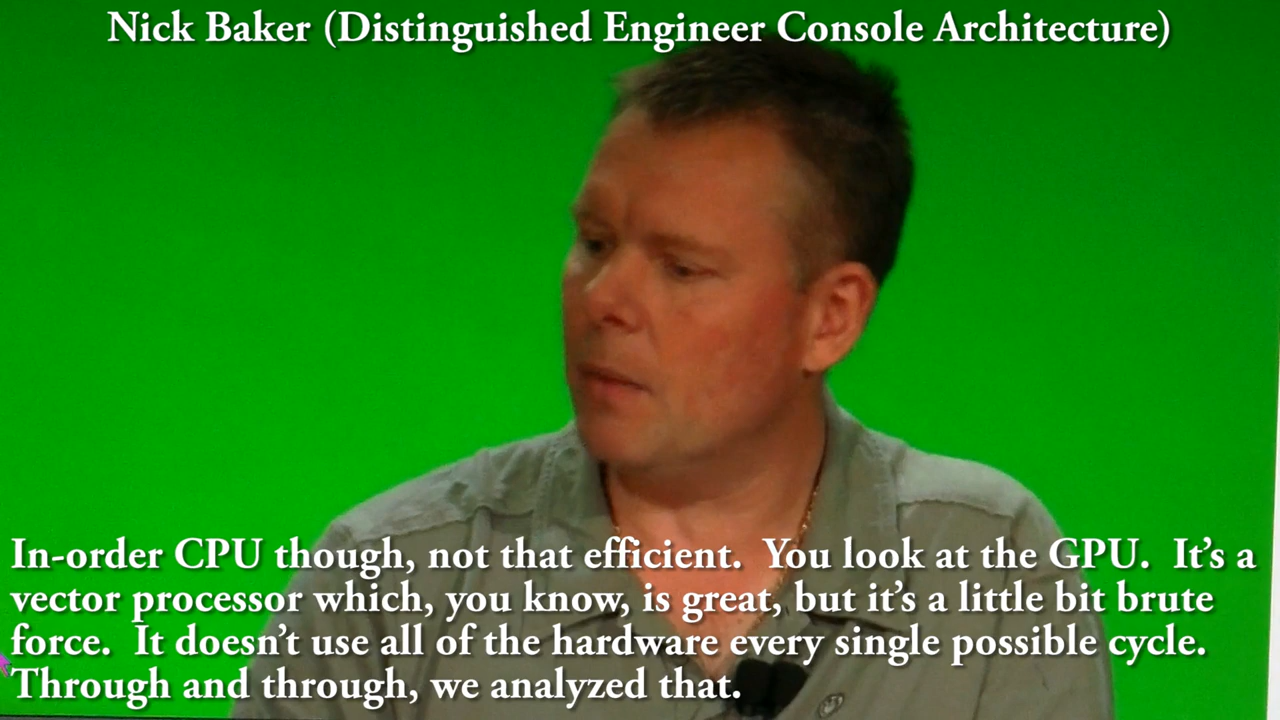 Nick Baker (Distinguished Engineer Console Architecture)
In-order CPU though, not that efficient.  You look at the GPU.  It’s a
vector processor which, you know, is great, but it’s a little bit brute
force.  It doesn’t use all of the hardware every single possible cycle.
Through and through, we analyzed that.